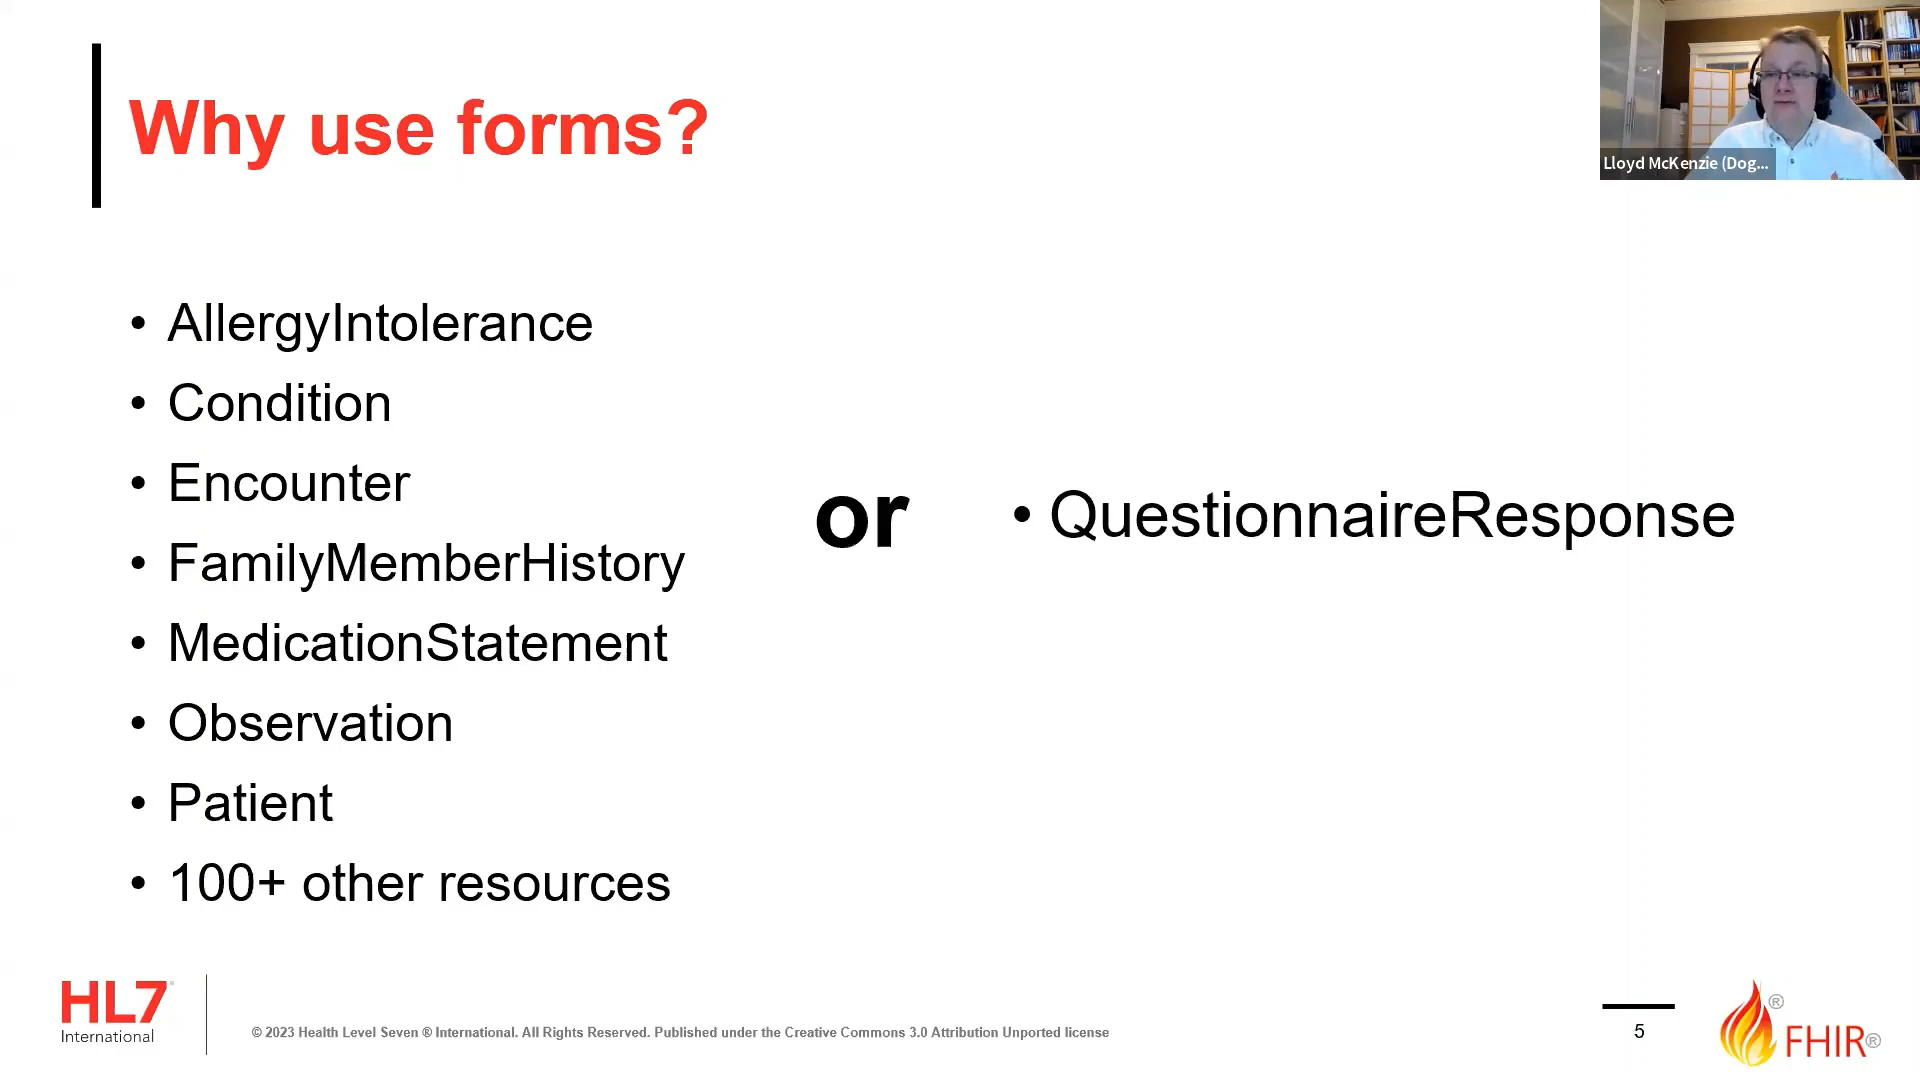 Why use forms?
Lloyd McKenzie (Dog...
• AllergyIntolerance
• Condition
• Encounter
• FamilyMemberHistory
• MedicationStatement
• Observation
• Patient
• 100+ other resources
or
• QuestionnaireResponse
HL7
International
© 2023 Health Level Seven ® International. All Rights Reserved. Published under the Creative Commons 3.0 Attribution Unported license
5
®
FHIR®